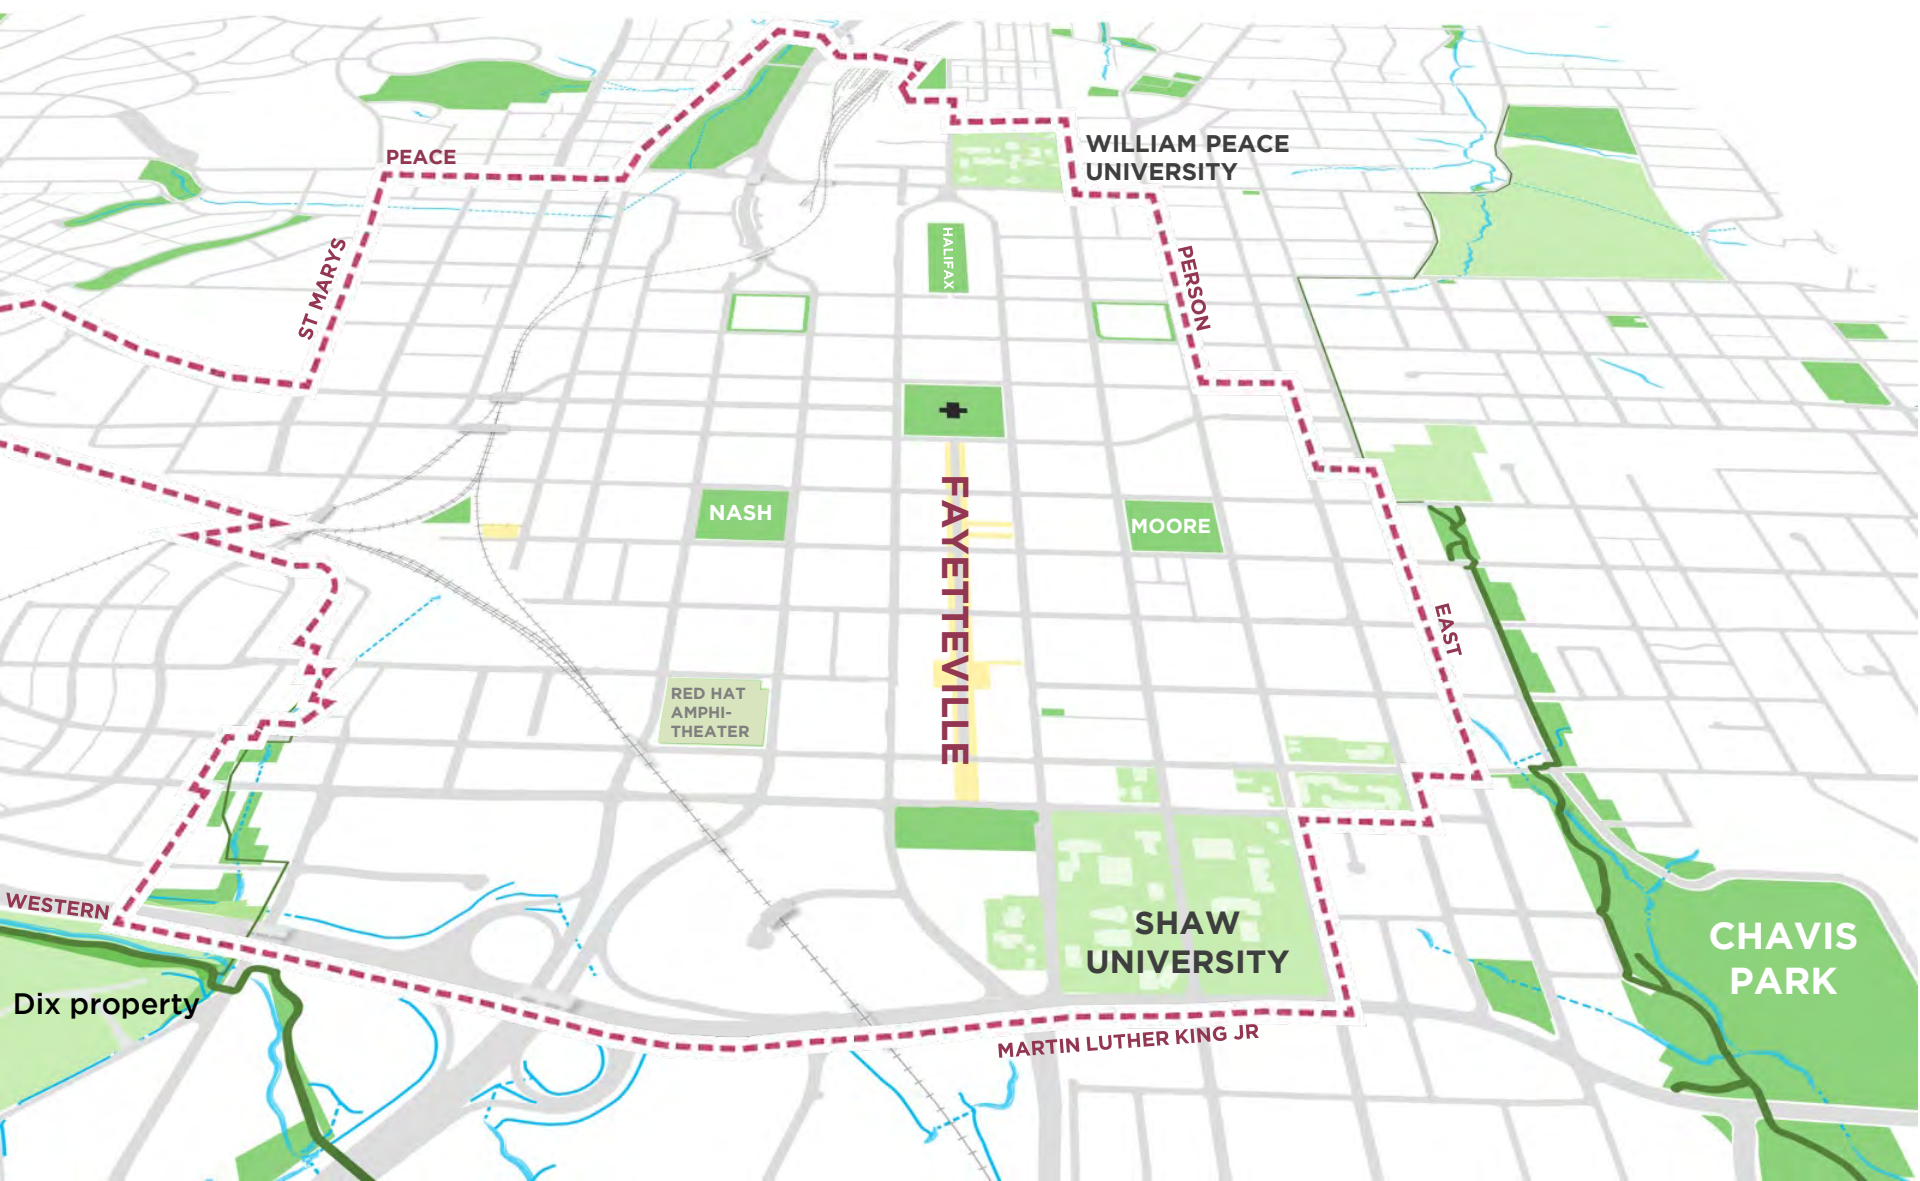 WILLIAM PEACE
UNIVERSITY
PEACE
ST MARYS
HALIFAX
PERSON
NASH
FAYETTEVILLE
MOORE
EAST
RED HAT
AMPHI-
THEATER
WESTERN
Dix property
SHAW
UNIVERSITY
CHAVIS
PARK
MARTIN LUTHER KING JR